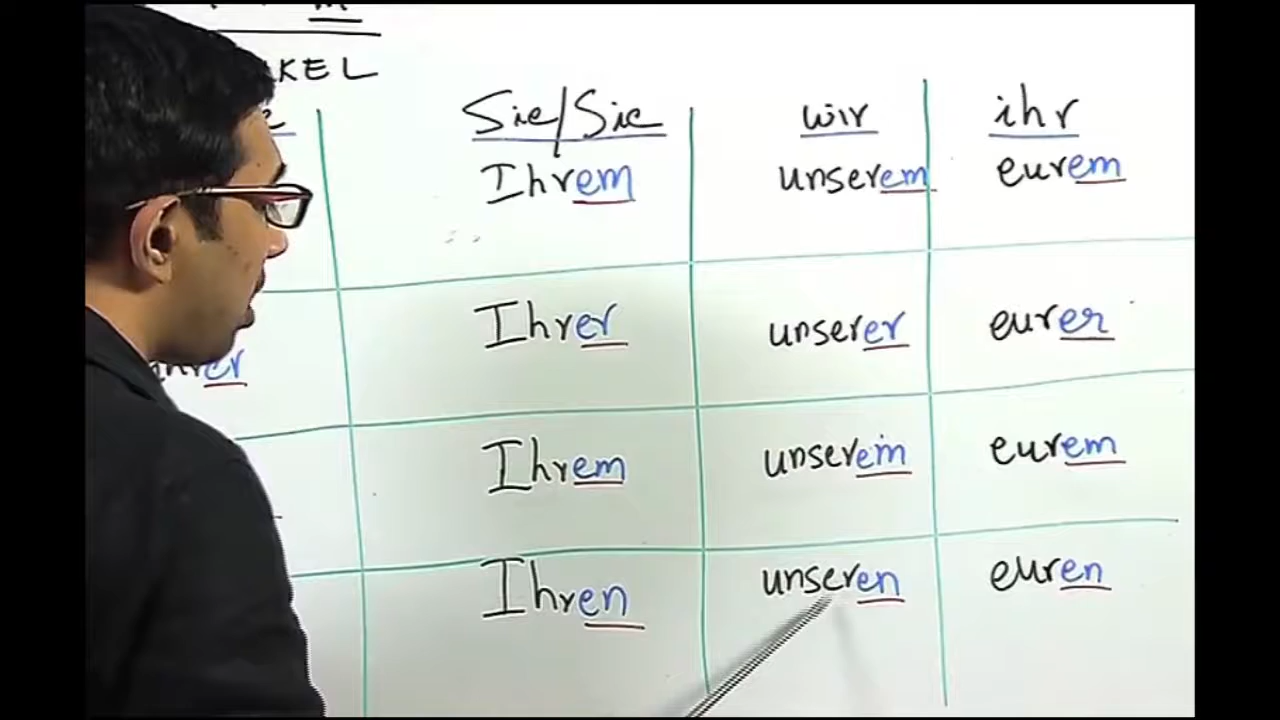 KEL
Sie/Sie wir ihr
Ihrem unserem eurem
Ihrer unserer eurer
Ihrem unserem eurem
Ihren unseren euren